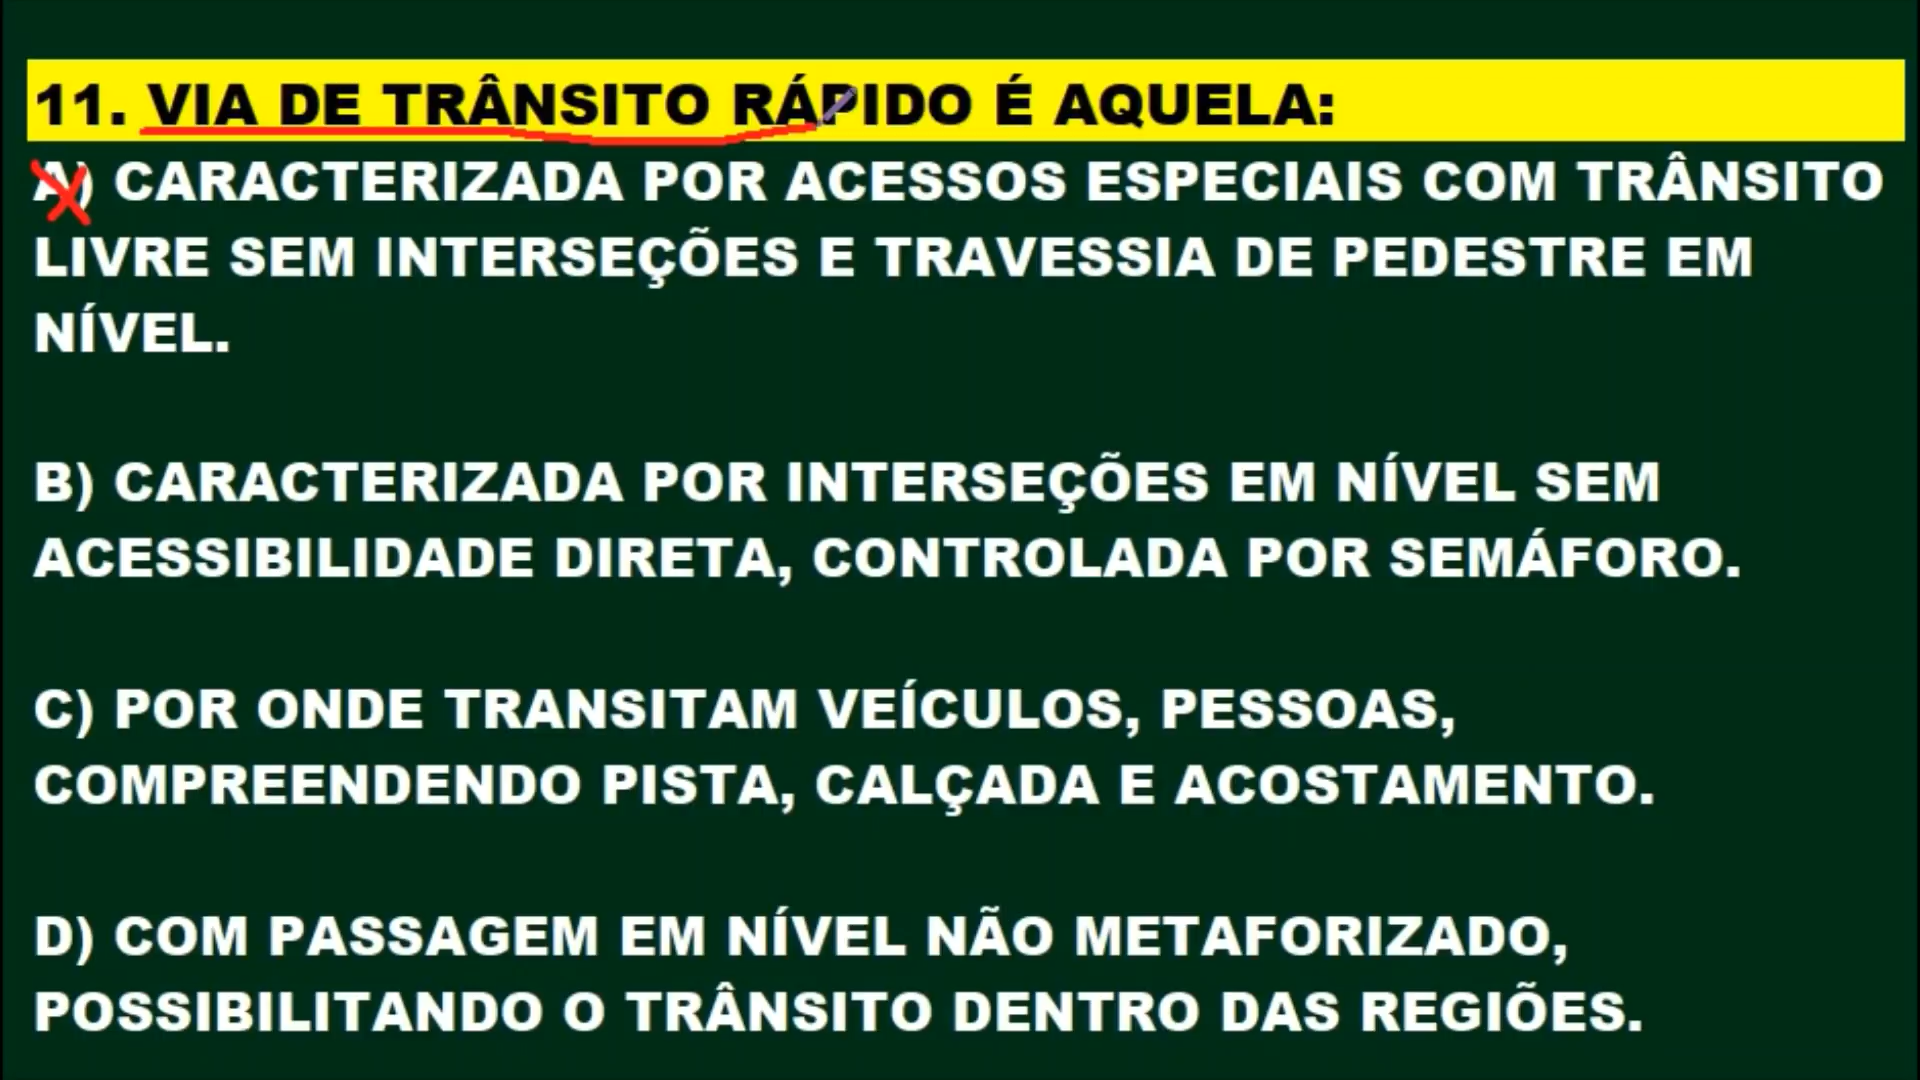 11. VIA DE TRÂNSITO RÁPIDO É AQUELA:
A) CARACTERIZADA POR ACESSOS ESPECIAIS COM TRÂNSITO
LIVRE SEM INTERSEÇÕES E TRAVESSIA DE PEDESTRE EM
NÍVEL.
B) CARACTERIZADA POR INTERSEÇÕES EM NÍVEL SEM
ACESSIBILIDADE DIRETA, CONTROLADA POR SEMÁFORO.
C) POR ONDE TRANSITAM VEÍCULOS, PESSOAS,
COMPREENDENDO PISTA, CALÇADA E ACOSTAMENTO.
D) COM PASSAGEM EM NÍVEL NÃO METAFORIZADO,
POSSIBILITANDO O TRÂNSITO DENTRO DAS REGIÕES.